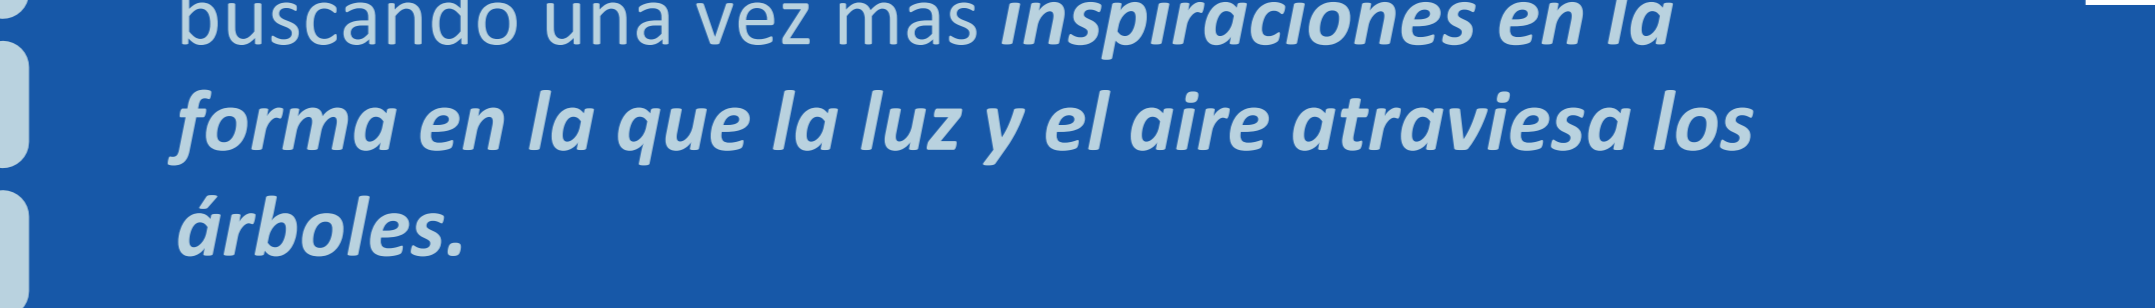 buscando una vez más inspiraciones en la
forma en la que la luz y el aire atraviesa los
árboles.